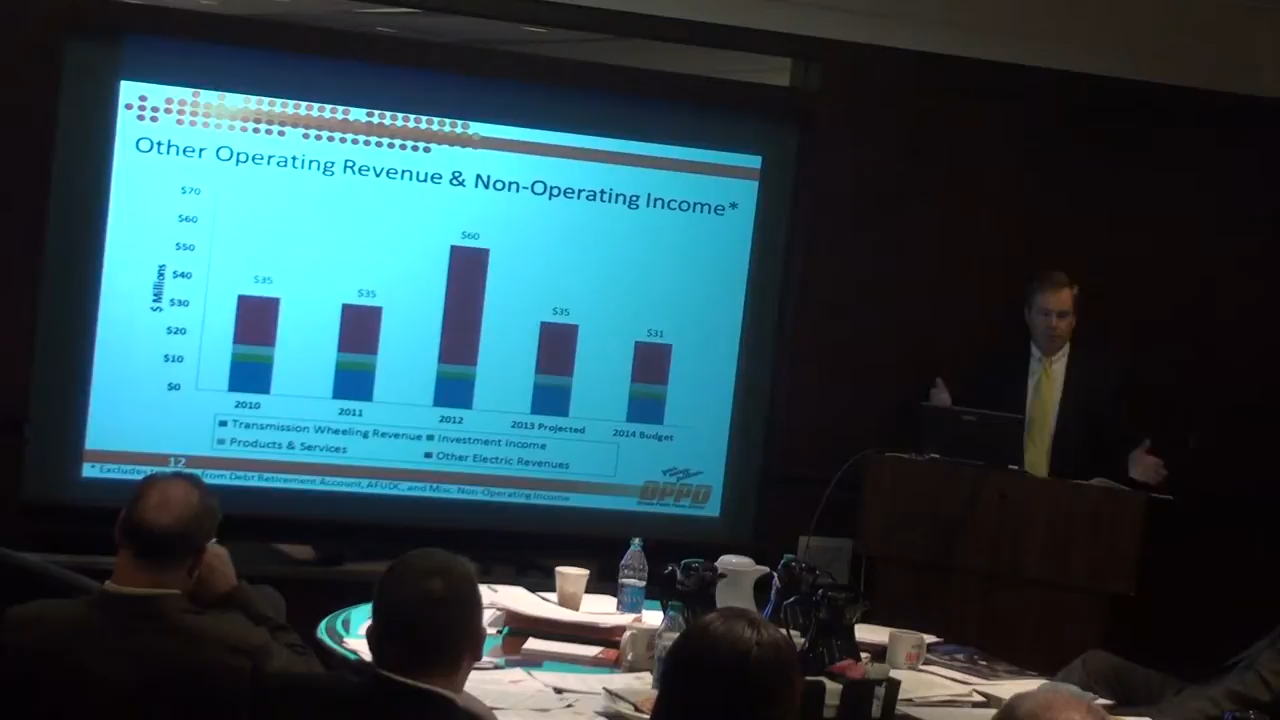 Other Operating Revenue & Non-Operating Income*
$ Millions
$70
$60
$50
$40
$30
$20
$10
$0
$35
$35
$60
$35
$31
2010
2011
2012
2013 Projected
2014 Budget
Transmission Wheeling Revenue
Investment Income
Products & Services
Other Electric Revenues
12
* Excludes from Debt Retirement Account, AFUDC, and Misc. Non-Operating Income
OPPD